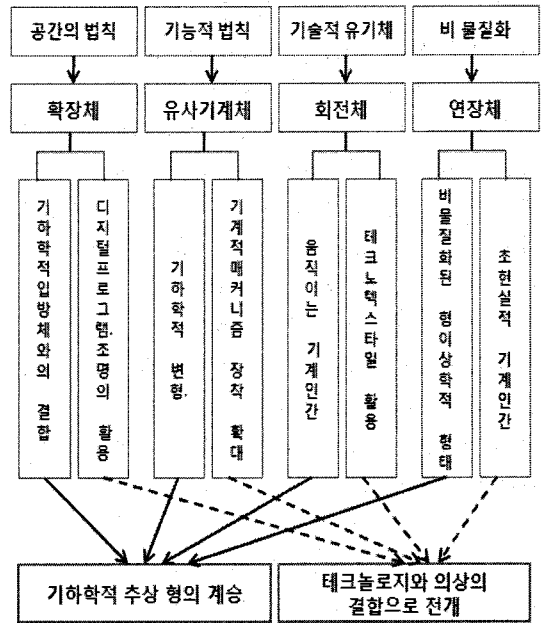 공간의 법칙
기능적 법칙
기술적 유기체
비 물질화
확장체
유사기계체
회전체
연장체
기하학적입방체와의 결합
디지털프로그램.조명의 활용
기하학적 변형.
기계적매커니즘 장착 확대
움직이는 기계인간
테크노텍스타일 활용
비물질화된 형이상학적 형태
초현실적 기계인간
기하학적 추상 형의 계승
테크놀로지와 의상의
결합으로 전개